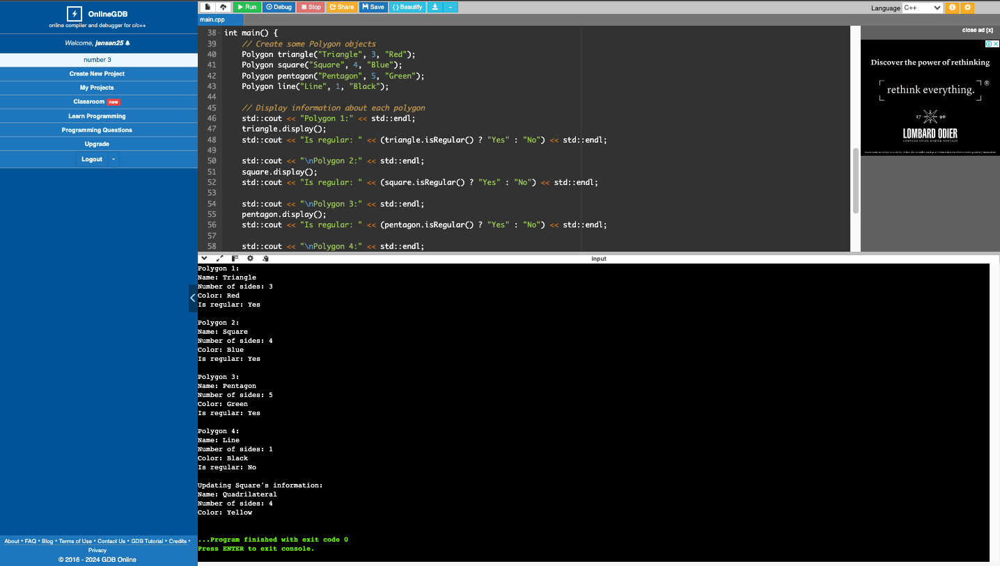 OnlineGDB
online compiler and debugger for c/c++
Welcome, jansan25
number 3
Create New Project
My Projects
Classroom new
Learn Programming
Programming Questions
Upgrade
Logout
About • FAQ • Blog • Terms of Use • Contact Us • GDB Tutorial • Credits •
Privacy
© 2016 - 2024 GDB Online
Run Debug Stop Share Save {} Beautify
Language C++
main.cpp
38 int main() {
39 // Create some Polygon objects
40 Polygon triangle("Triangle", 3, "Red");
41 Polygon square("Square", 4, "Blue");
42 Polygon pentagon("Pentagon", 5, "Green");
43 Polygon line("Line", 1, "Black");
44
45 // Display information about each polygon
46 std::cout << "Polygon 1:" << std::endl;
47 triangle.display();
48 std::cout << "Is regular: " << (triangle.isRegular() ? "Yes" : "No") << std::endl;
49
50 std::cout << "\nPolygon 2:" << std::endl;
51 square.display();
52 std::cout << "Is regular: " << (square.isRegular() ? "Yes" : "No") << std::endl;
53
54 std::cout << "\nPolygon 3:" << std::endl;
55 pentagon.display();
56 std::cout << "Is regular: " << (pentagon.isRegular() ? "Yes" : "No") << std::endl;
57
58 std::cout << "\nPolygon 4:" << std::endl;
close ad [x]
Discover the power of rethinking
rethink everything. ®
17 96
LOMBARD ODIER
input
Polygon 1:
Name: Triangle
Number of sides: 3
Color: Red
Is regular: Yes
Polygon 2:
Name: Square
Number of sides: 4
Color: Blue
Is regular: Yes
Polygon 3:
Name: Pentagon
Number of sides: 5
Color: Green
Is regular: Yes
Polygon 4:
Name: Line
Number of sides: 1
Color: Black
Is regular: No
Updating Square's information:
Name: Quadrilateral
Number of sides: 4
Color: Yellow
...Program finished with exit code 0
Press ENTER to exit console.